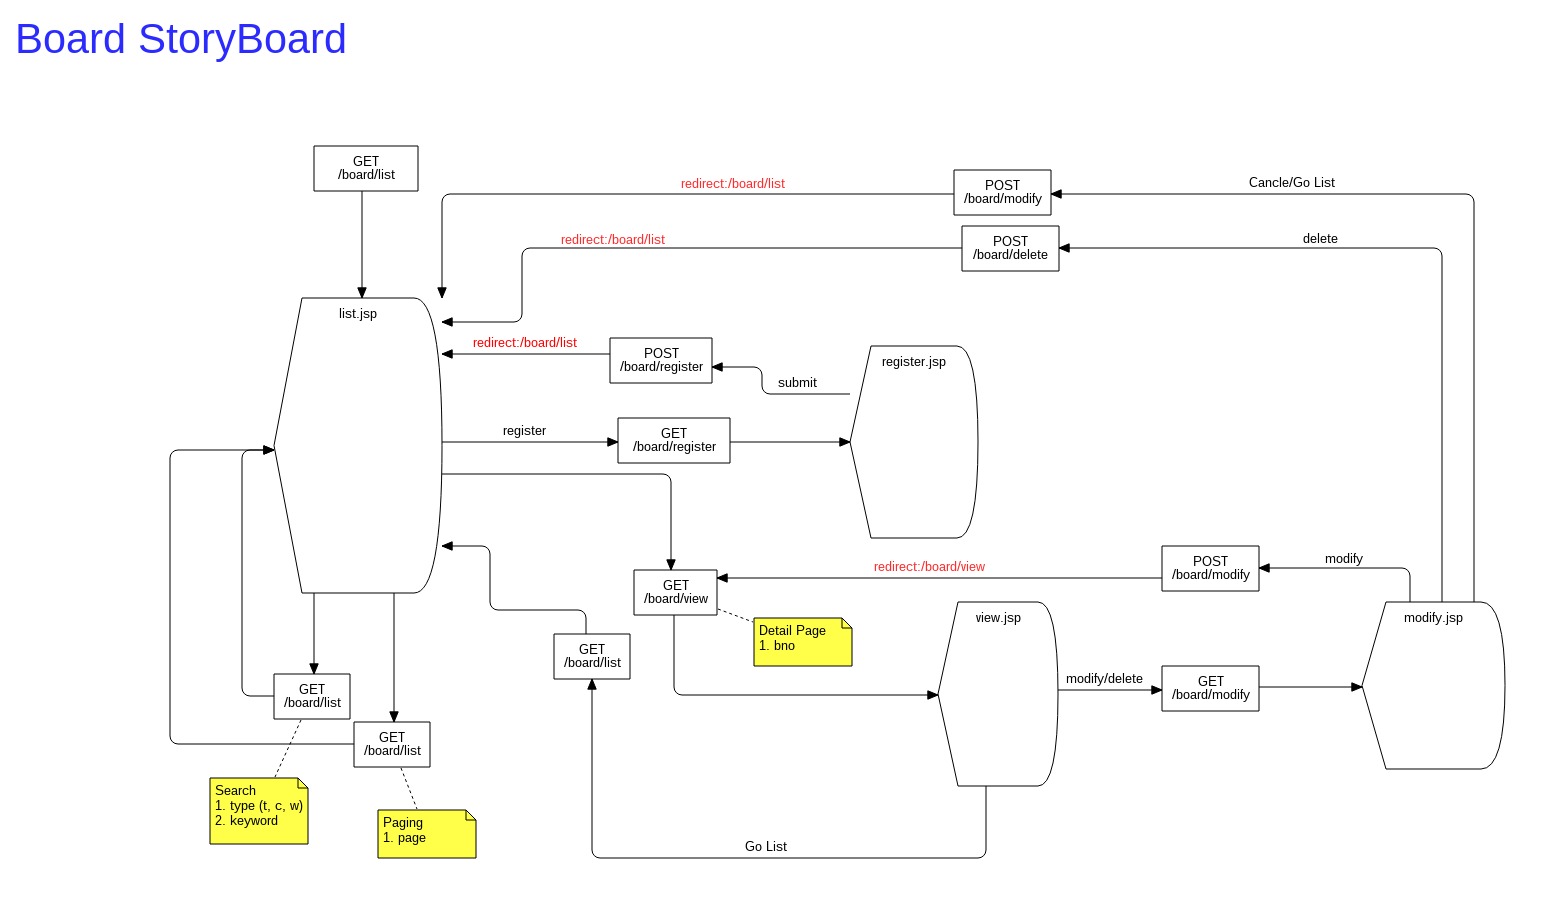 Board StoryBoard
GET
/board/list
redirect:/board/list
POST
/board/modify
Cancle/Go List
redirect:/board/list
POST
/board/delete
delete
list.jsp
redirect:/board/list
POST
/board/register
submit
register.jsp
register
GET
/board/register
redirect:/board/view
POST
/board/modify
modify
GET
/board/view
Detail Page
1. bno
GET
/board/list
view.jsp
modify/delete
GET
/board/modify
modify.jsp
GET
/board/list
GET
/board/list
Search
1. type (t, c, w)
2. keyword
Paging
1. page
Go List